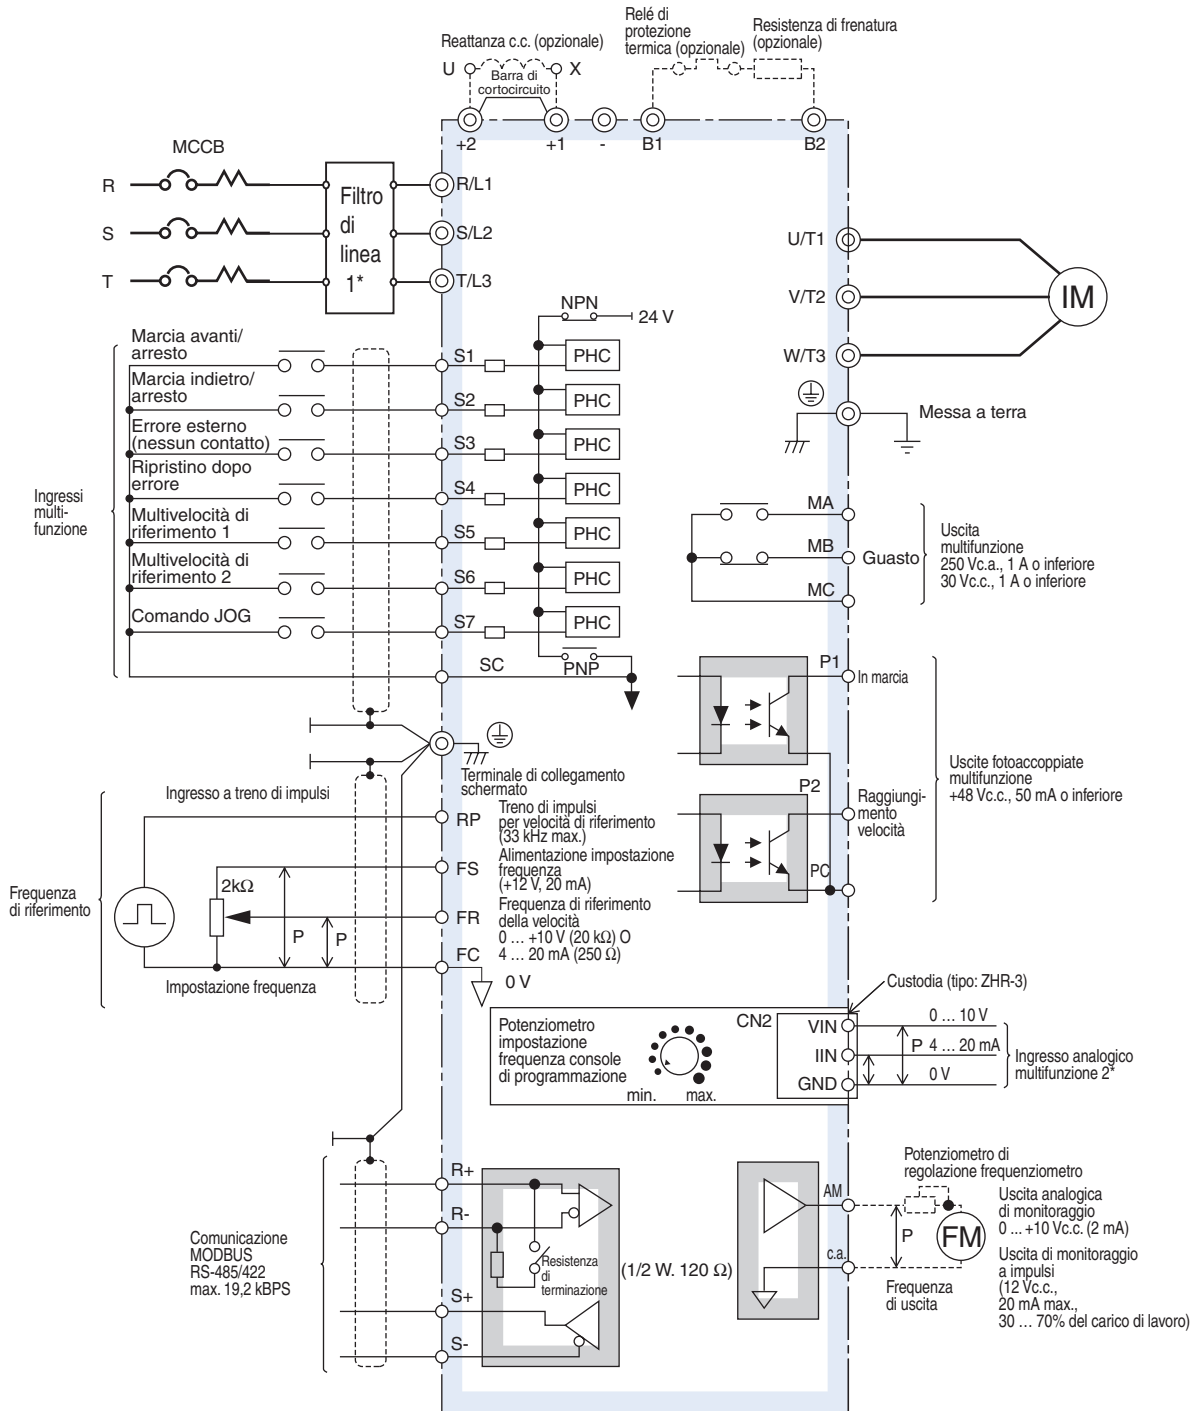 Reattanza c.c. (opzionale)
U
X
Barra di
cortocircuito
Relé di
protezione
termica (opzionale)
Resistenza di frenatura
(opzionale)
+2
+1
-
B1
B2
MCCB
R
S
T
Filtro
di
linea
1*
R/L1
S/L2
T/L3
U/T1
V/T2
W/T3
IM
NPN
24 V
Ingressi
multi-
funzione
Marcia avanti/
arresto
S1
PHC
Marcia indietro/
arresto
S2
PHC
Errore esterno
(nessun contatto)
S3
PHC
Ripristino dopo
errore
S4
PHC
Multivelocità di
riferimento 1
S5
PHC
Multivelocità di
riferimento 2
S6
PHC
Comando JOG
S7
PHC
SC
PNP
Messa a terra
MA
MB
MC
Guasto
Uscita
multifunzione
250 Vc.a., 1 A o inferiore
30 Vc.c., 1 A o inferiore
P1
In marcia
P2
Raggiungi-
mento
velocità
PC
Uscite fotoaccoppiate
multifunzione
+48 Vc.c., 50 mA o inferiore
Terminale di collegamento
schermato
Frequenza
di riferimento
Ingresso a treno di impulsi
2kΩ
P
P
Impostazione frequenza
RP
Treno di impulsi
per velocità di riferimento
(33 kHz max.)
FS
Alimentazione impostazione
frequenza
(+12 V, 20 mA)
FR
Frequenza di riferimento
della velocità
0 … +10 V (20 kΩ) O
4 … 20 mA (250 Ω)
FC
0 V
Potenziometro
impostazione
frequenza console
di programmazione
min.
max.
CN2
VIN
IIN
GND
Custodia (tipo: ZHR-3)
0 … 10 V
P
4 … 20 mA
0 V
Ingresso analogico
multifunzione 2*
Comunicazione
MODBUS
RS-485/422
max. 19,2 kBPS
R+
R-
S+
S-
Resistenza
di
terminazione
(1/2 W. 120 Ω)
AM
c.a.
P
FM
Potenziometro di
regolazione frequenziometro
Frequenza
di uscita
Uscita analogica
di monitoraggio
0 ... +10 Vc.c. (2 mA)
Uscita di monitoraggio
a impulsi
(12 Vc.c.,
20 mA max.,
30 … 70% del carico di lavoro)